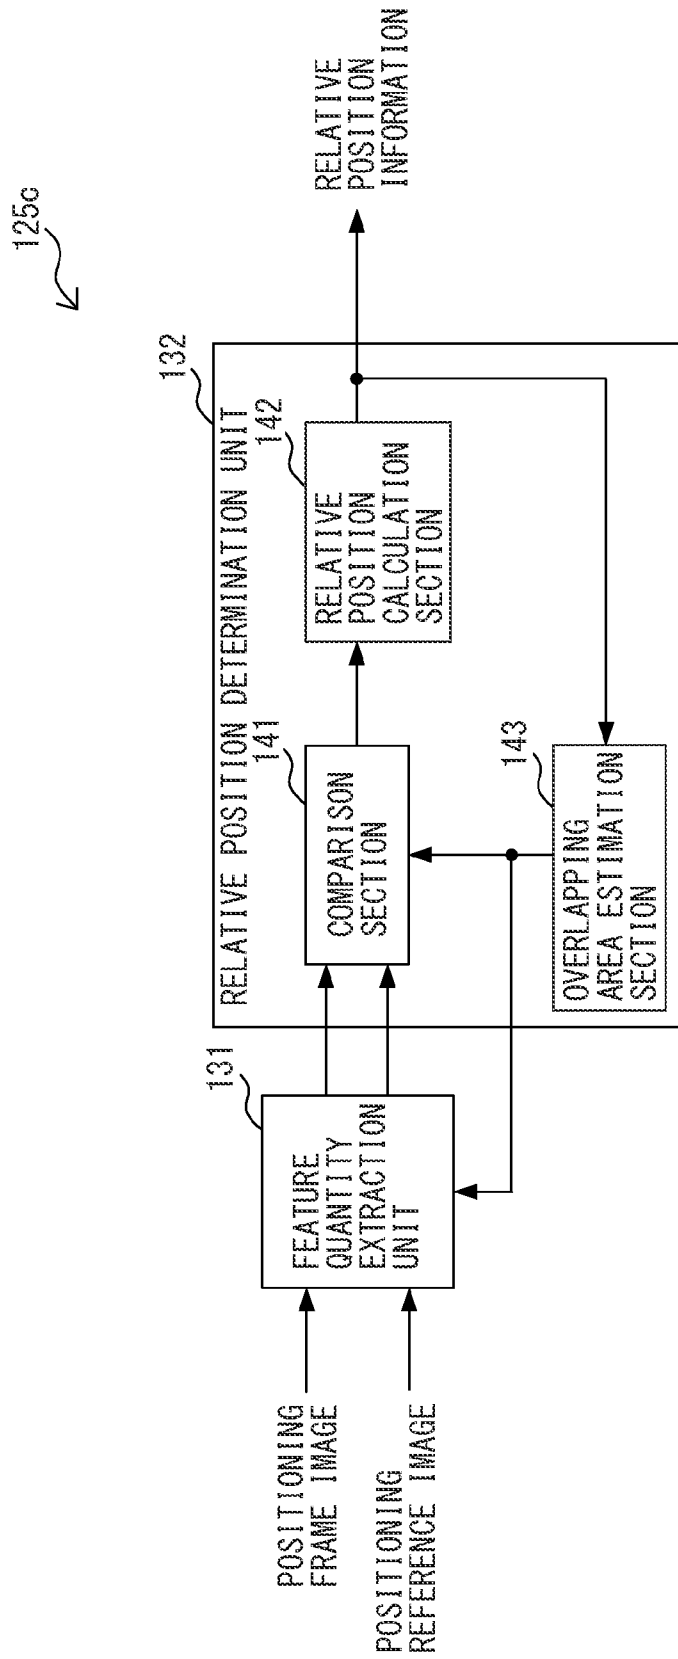 125c
POSITIONING
FRAME IMAGE
POSITIONING
REFERENCE IMAGE
131
FEATURE
QUANTITY
EXTRACTION
UNIT
132
RELATIVE POSITION DETERMINATION UNIT
141
COMPARISON
SECTION
142
RELATIVE
POSITION
CALCULATION
SECTION
143
OVERLAPPING
AREA ESTIMATION
SECTION
RELATIVE
POSITION
INFORMATION